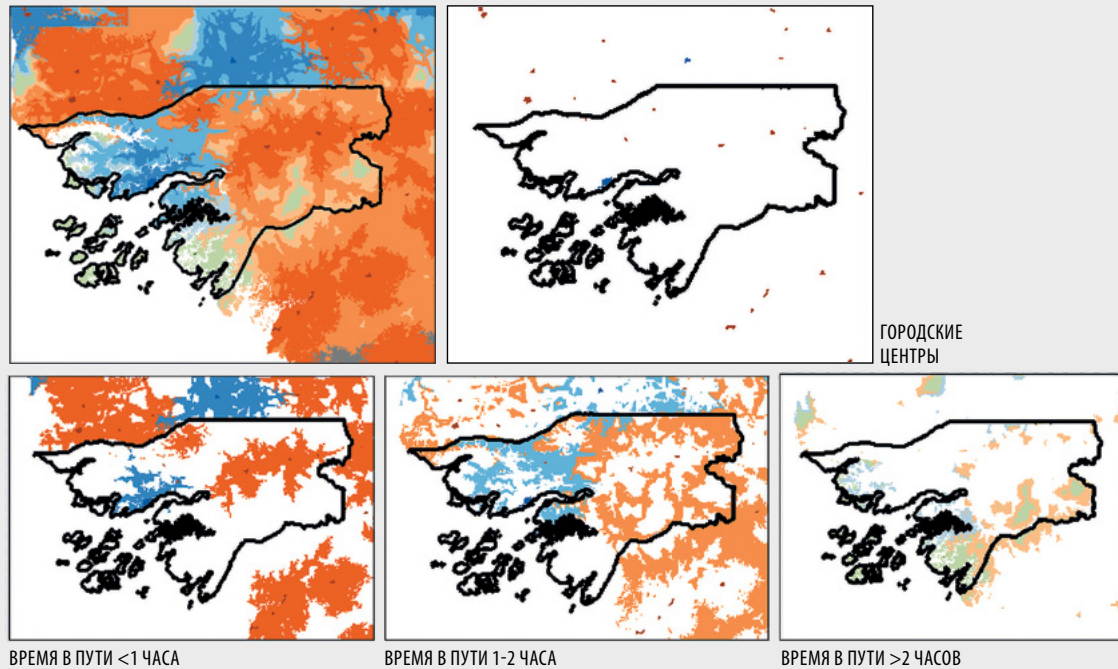 ГОРОДСКИЕ
ЦЕНТРЫ
ВРЕМЯ В ПУТИ <1 ЧАСА
ВРЕМЯ В ПУТИ 1-2 ЧАСА
ВРЕМЯ В ПУТИ >2 ЧАСОВ